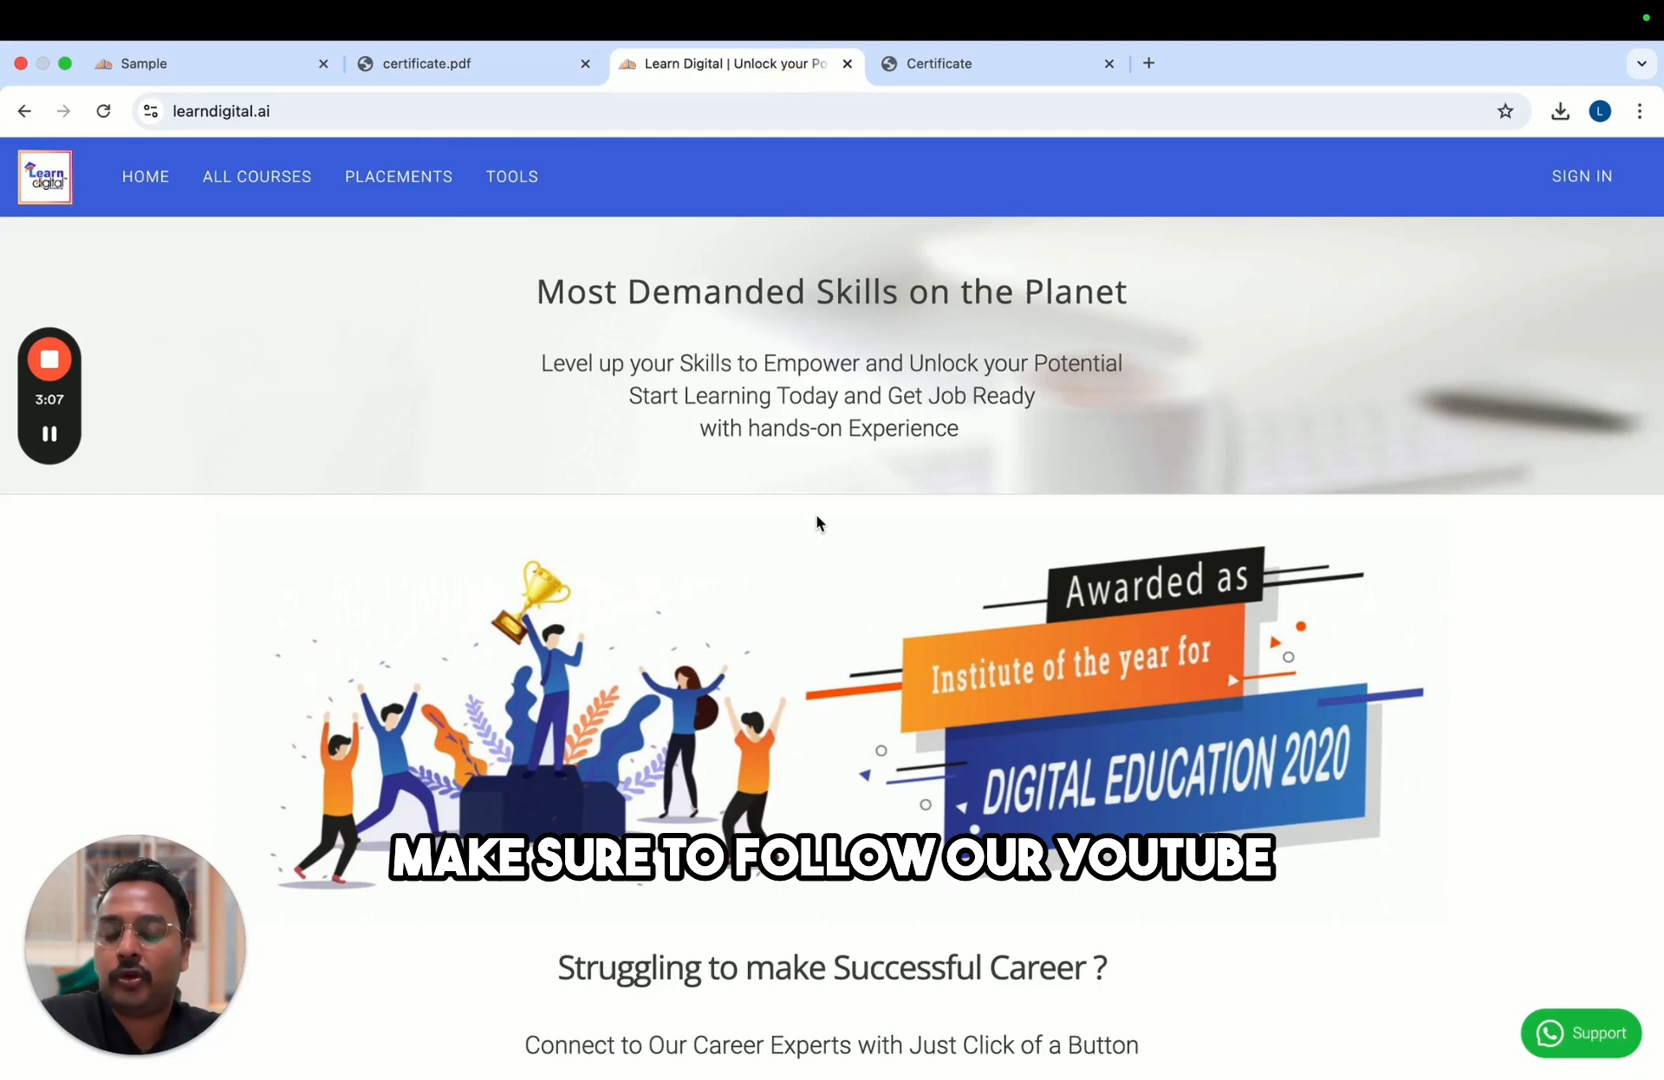 Sample
certificate.pdf
Learn Digital | Unlock your Po
Certificate
learndigital.ai
L
Learn
digital
HOME
ALL COURSES
PLACEMENTS
TOOLS
SIGN IN
Most Demanded Skills on the Planet
Level up your Skills to Empower and Unlock your Potential
Start Learning Today and Get Job Ready
with hands-on Experience
3:07
Awarded as
Institute of the year for
DIGITAL EDUCATION 2020
MAKE SURE TO FOLLOW OUR YOUTUBE
Struggling to make Successful Career ?
Connect to Our Career Experts with Just Click of a Button
Support